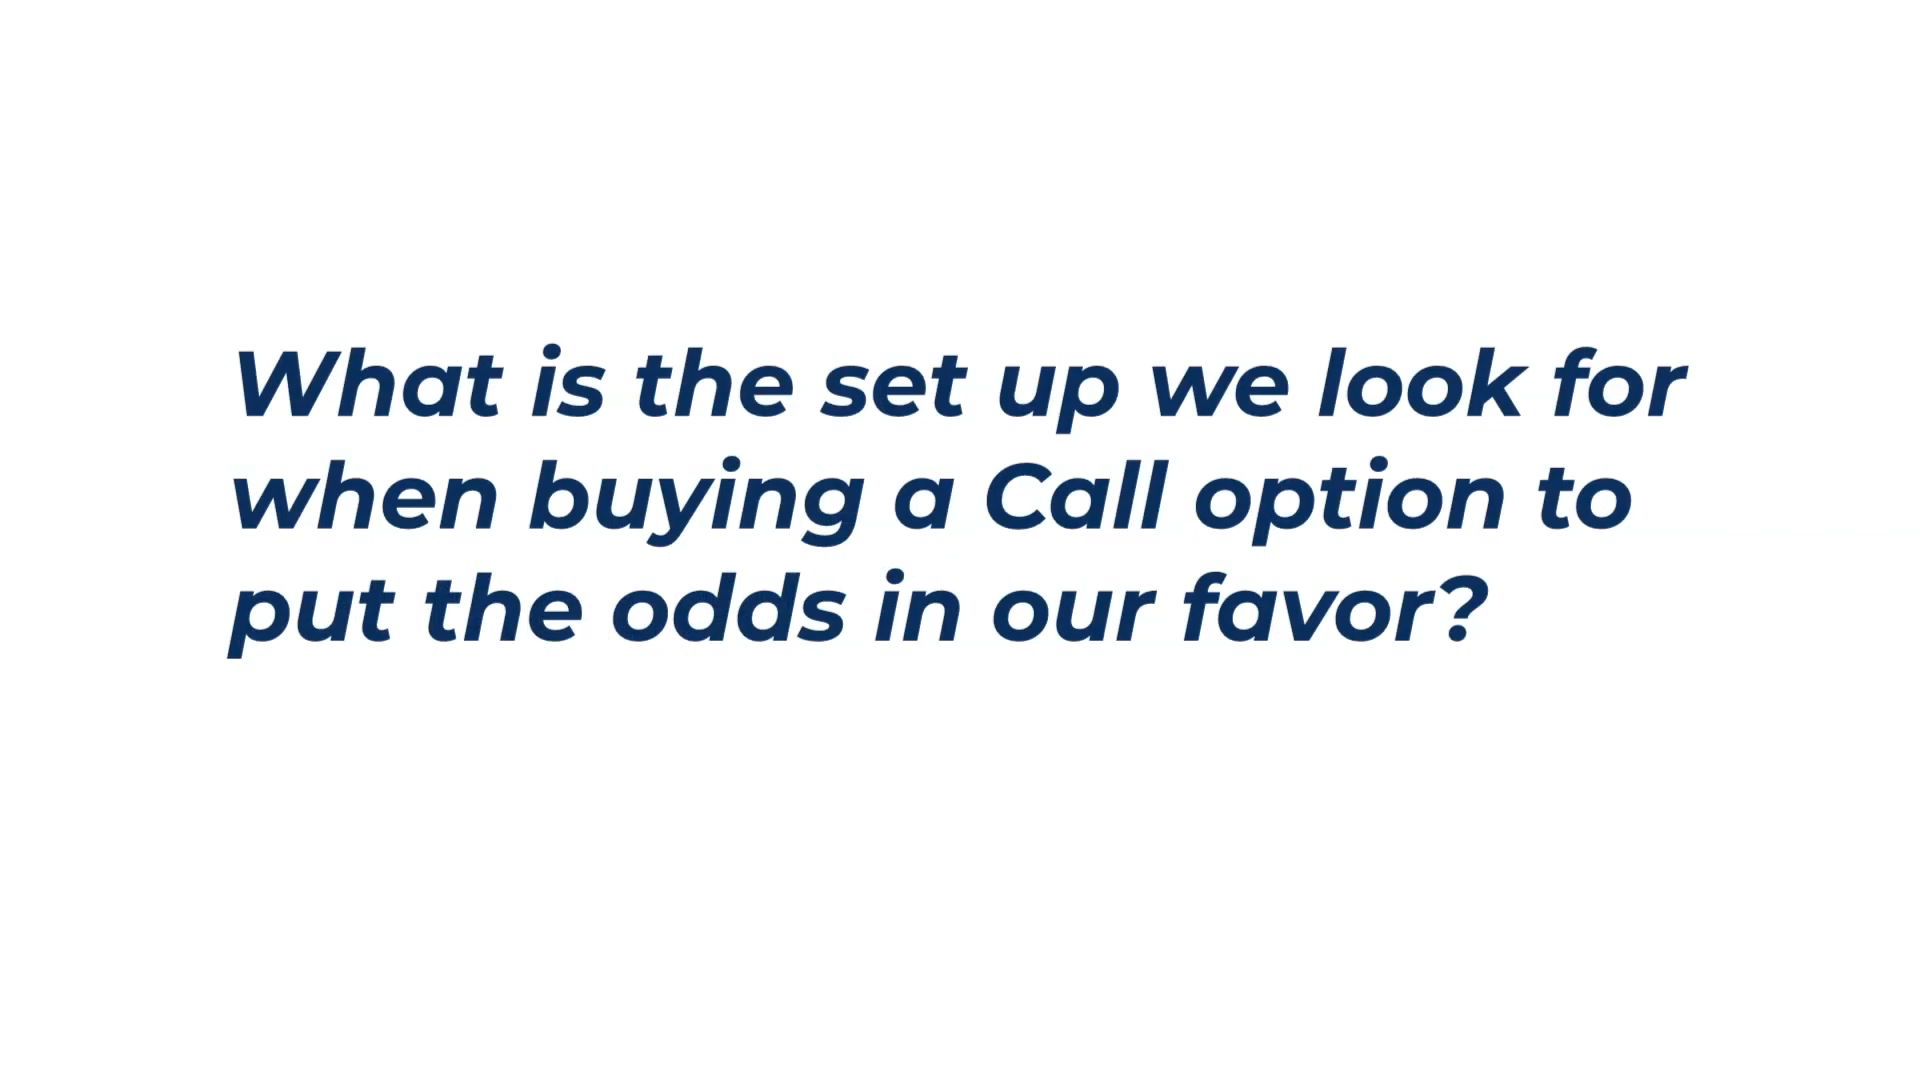 What is the set up we look for
when buying a Call option to
put the odds in our favor?